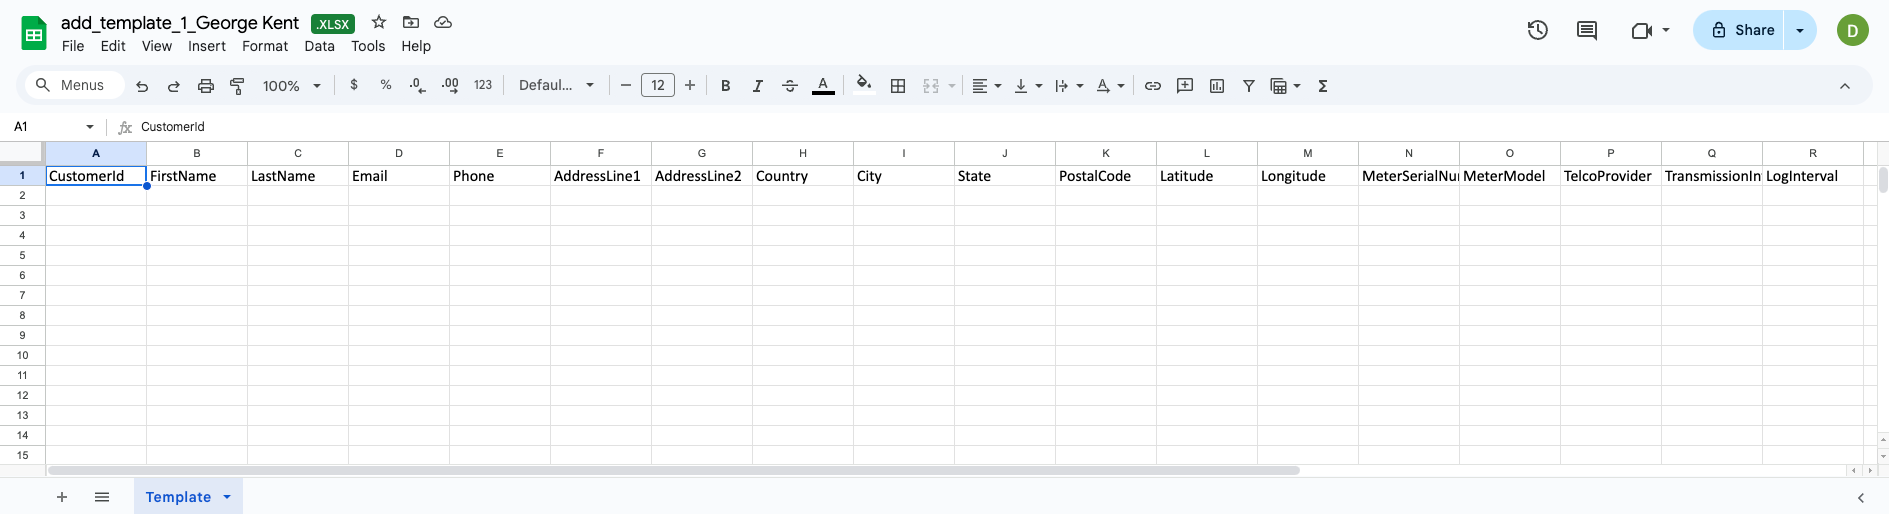 add_template_1_George Kent .XLSX
File Edit View Insert Format Data Tools Help
Share
D
Menus 100% $ % .0 .00 123 Defaul... 12 B I A
A1 CustomerId
A B C D E F G H I J K L M N O P Q R
1 CustomerId FirstName LastName Email Phone AddressLine1 AddressLine2 Country City State PostalCode Latitude Longitude MeterSerialNu MeterModel TelcoProvider TransmissionIn LogInterval
2
3
4
5
6
7
8
9
10
11
12
13
14
15
Template